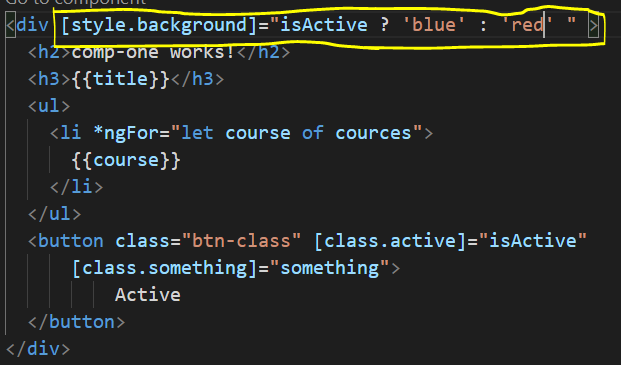 Go to component
<div [style.background]="isActive ? 'blue' : 'red' " >
<h2>comp-one works!</h2>
<h3>{{title}}</h3>
<ul>
<li *ngFor="let course of cources">
{{course}}
</li>
</ul>
<button class="btn-class" [class.active]="isActive"
[class.something]="something">
Active
</button>
</div>